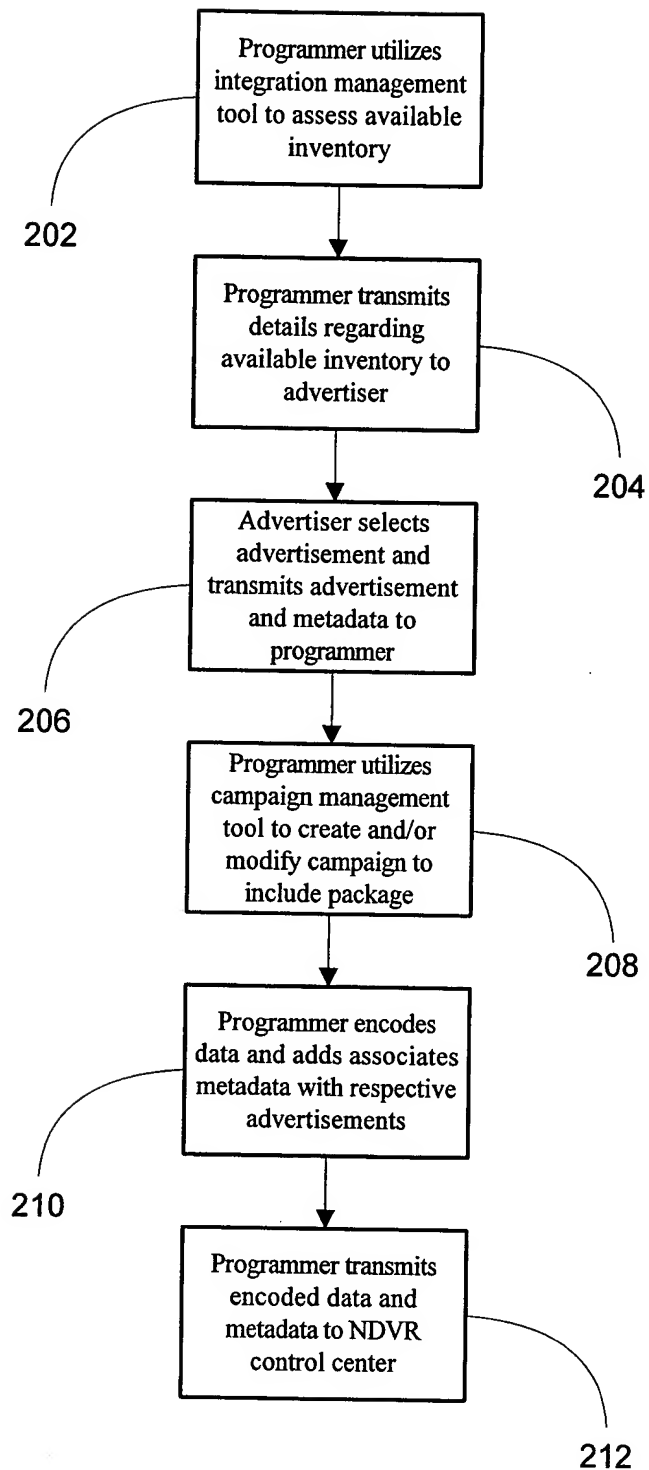 Programmer utilizes
integration management
tool to assess available
inventory
202
Programmer transmits
details regarding
available inventory to
advertiser
204
Advertiser selects
advertisement and
transmits advertisement
and metadata to
programmer
206
Programmer utilizes
campaign management
tool to create and/or
modify campaign to
include package
208
Programmer encodes
data and adds associates
metadata with respective
advertisements
210
Programmer transmits
encoded data and
metadata to NDVR
control center
212